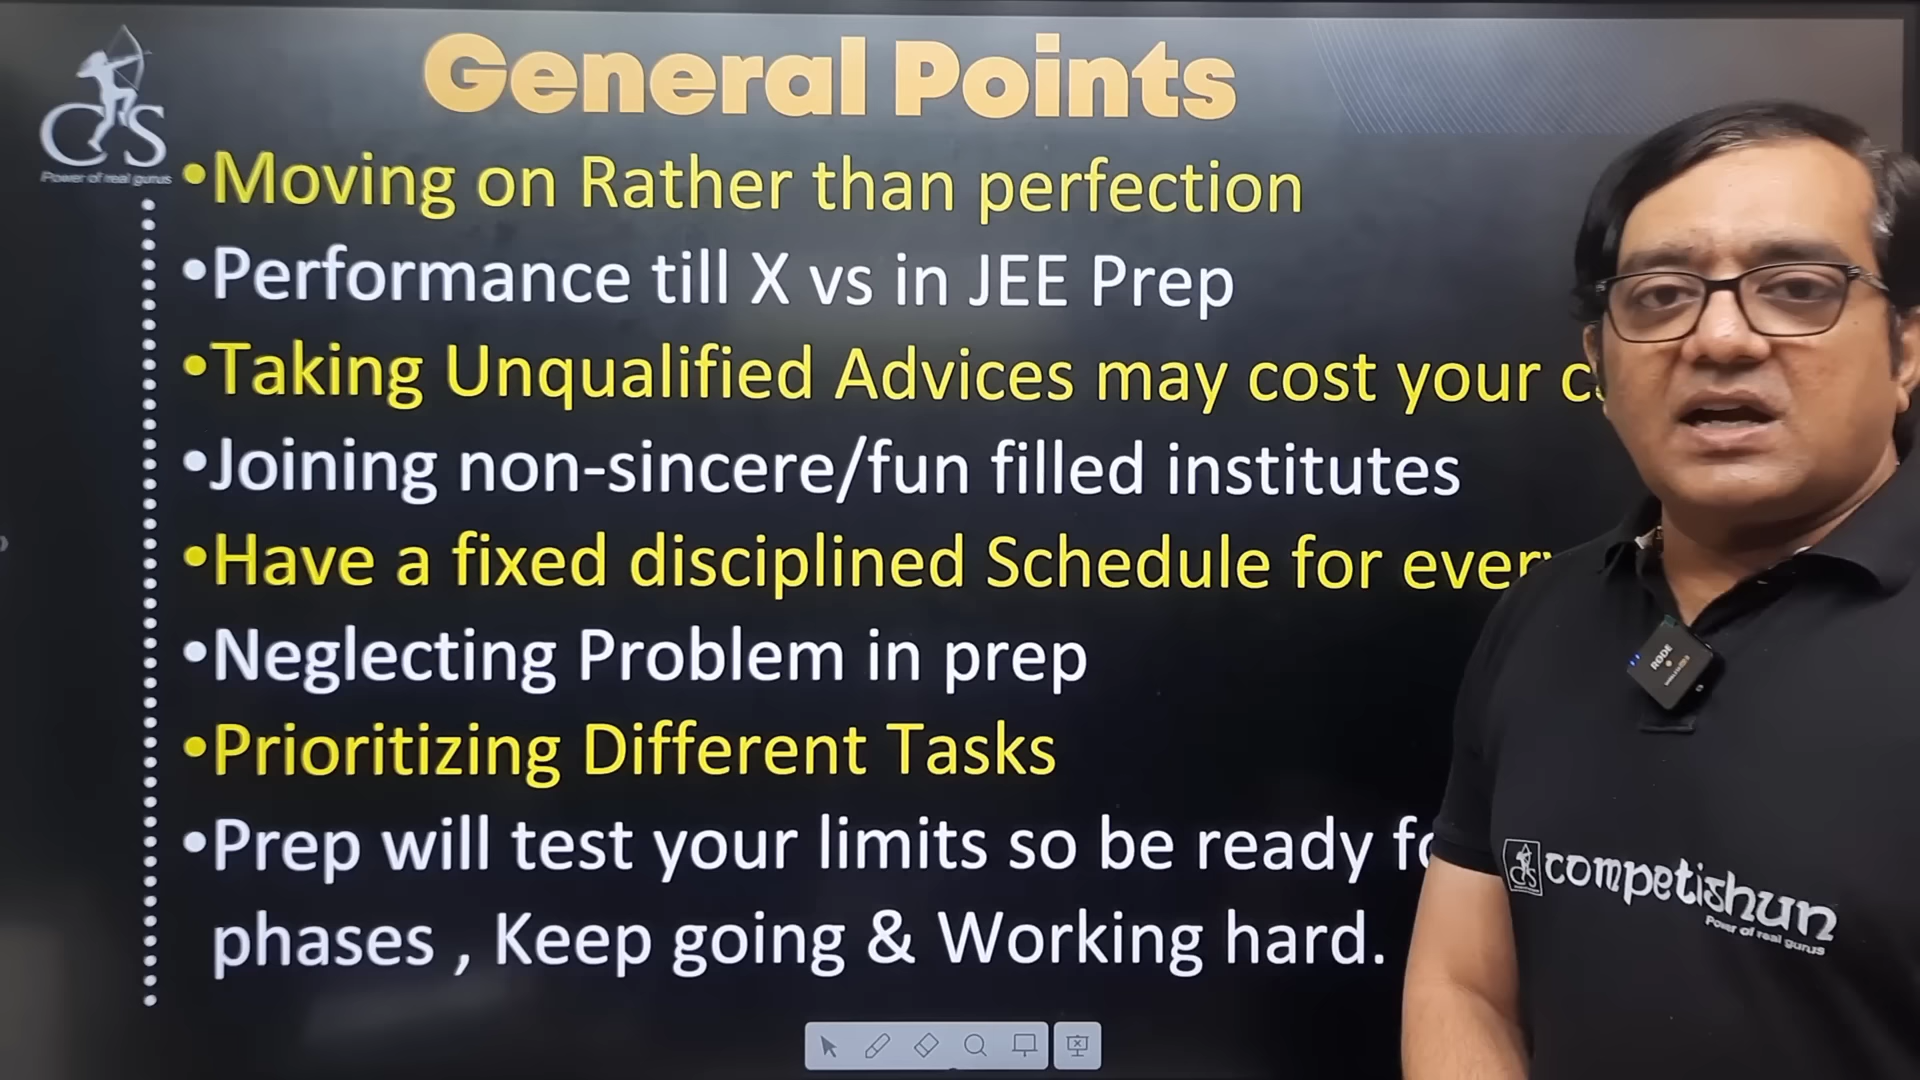 General Points
CS
Power of real gurus
•Moving on Rather than perfection
•Performance till X vs in JEE Prep
•Taking Unqualified Advices may cost your
•Joining non-sincere/fun filled institutes
•Have a fixed disciplined Schedule for
•Neglecting Problem in prep
•Prioritizing Different Tasks
•Prep will test your limits so be ready
phases , Keep going & Working hard.
RODE
CS competishun
Power of real gurus